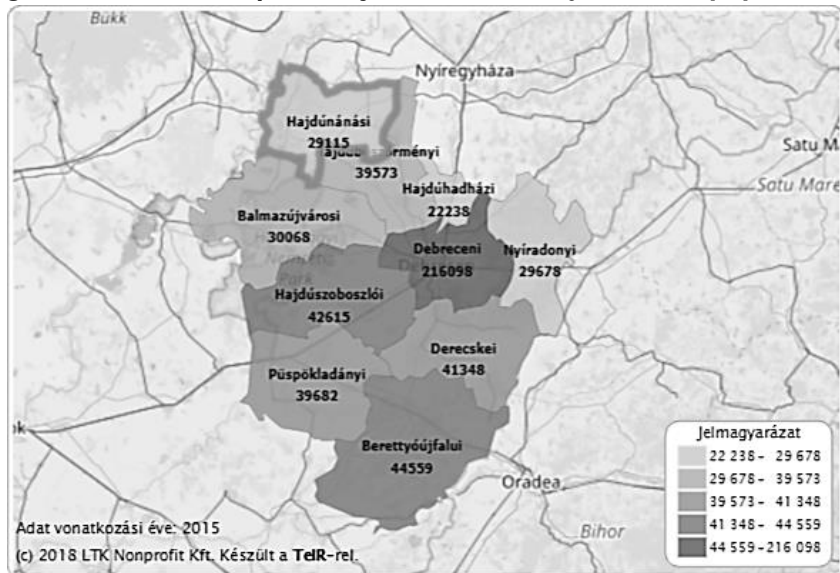 Bükk
Nyíregyháza
Hajdúnánási
29115
39573
Satu
Satu Mare
Hajdúhadházi
22238
Balmazújvárosi
30068
Debreceni
216098
Nyíradonyi
29678
Park
Hajdúszoboszlói
42615
Derecskei
41348
Püspökladányi
39682
Berettyóújfalui
44559
Oradea
Bihor
Jelmagyarázat
22 238 - 29 678
29 678 - 39 573
39 573 - 41 348
41 348 - 44 559
44 559 - 216 098
Adat vonatkozási éve: 2015
(c) 2018 LTK Nonprofit Kft. Készült a TeIR-rel.